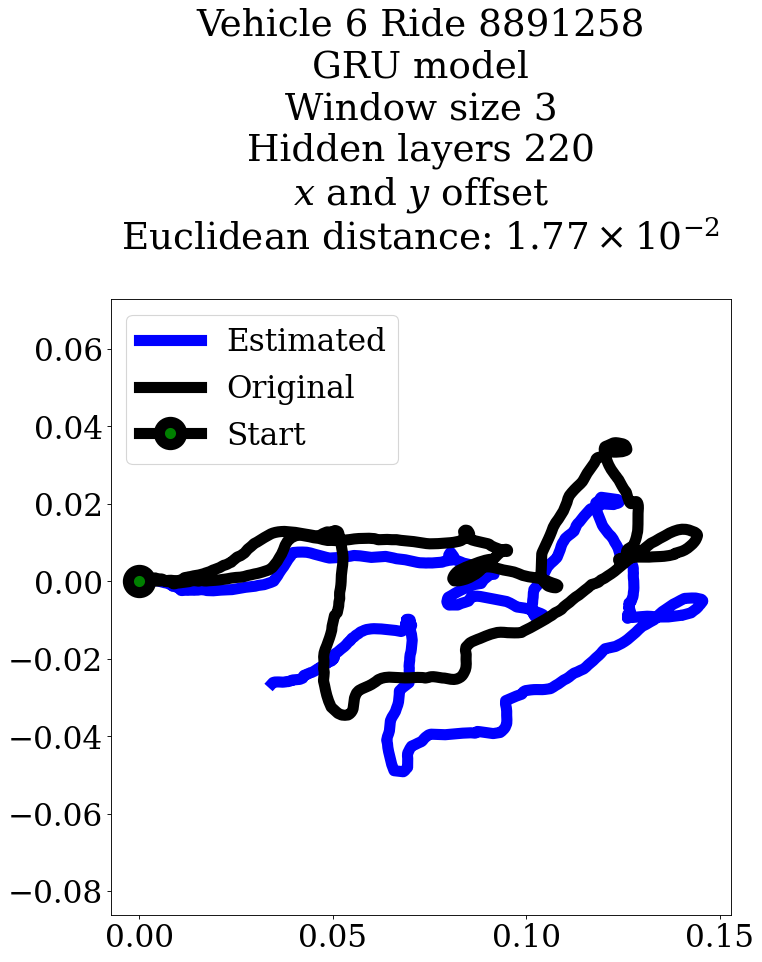 Vehicle 6 Ride 8891258
GRU model
Window size 3
Hidden layers 220
x and y offset
Euclidean distance: 1.77 × 10⁻²
Estimated
Original
Start
0.06
0.04
0.02
0.00
−0.02
−0.04
−0.06
−0.08
0.00 0.05 0.10 0.15